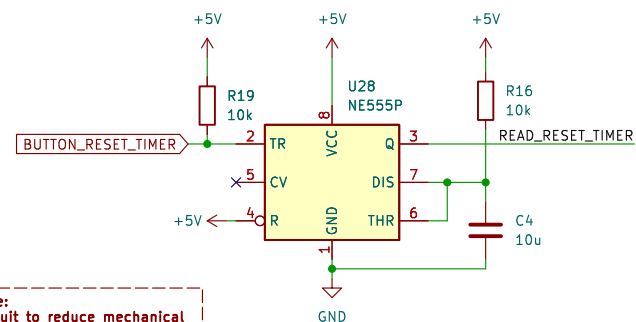 +5V
+5V
+5V
U28
NE555P
R19
10k
R16
10k
8
VCC
BUTTON_RESET_TIMER
2
TR
Q
3
READ_RESET_TIMER
5
CV
DIS
7
+5V
4
R
THR
6
GND
1
C4
10u
GND
uit to reduce mechanical